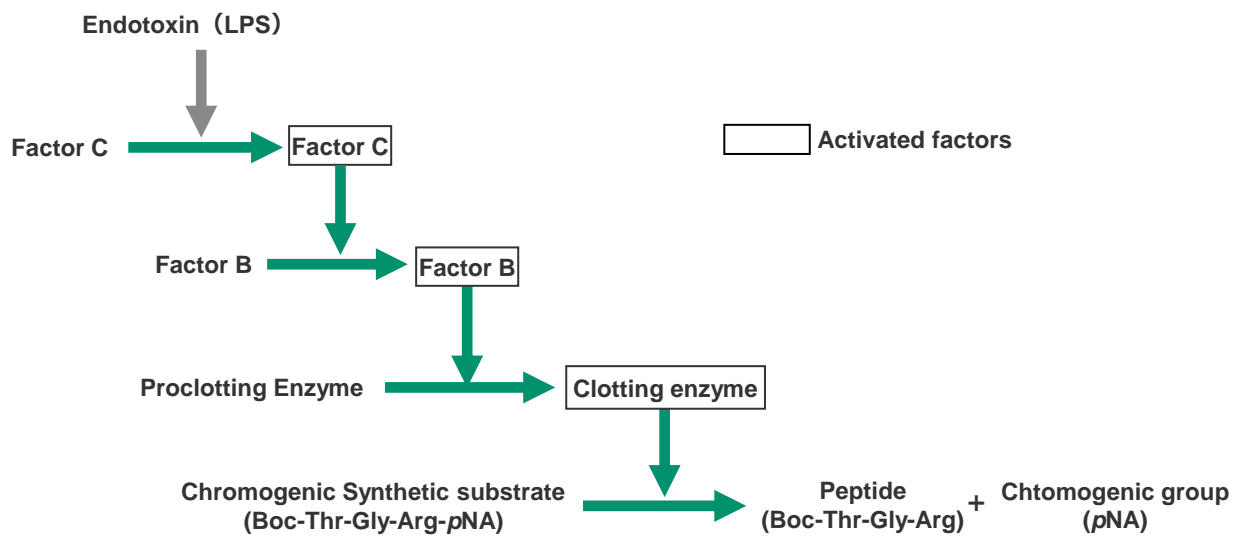 Endotoxin（LPS）
Factor C
Factor C
Activated factors
Factor B
Factor B
Proclotting Enzyme
Clotting enzyme
Chromogenic Synthetic substrate
(Boc-Thr-Gly-Arg-pNA)
Peptide
(Boc-Thr-Gly-Arg)
+
Chtomogenic group
(pNA)